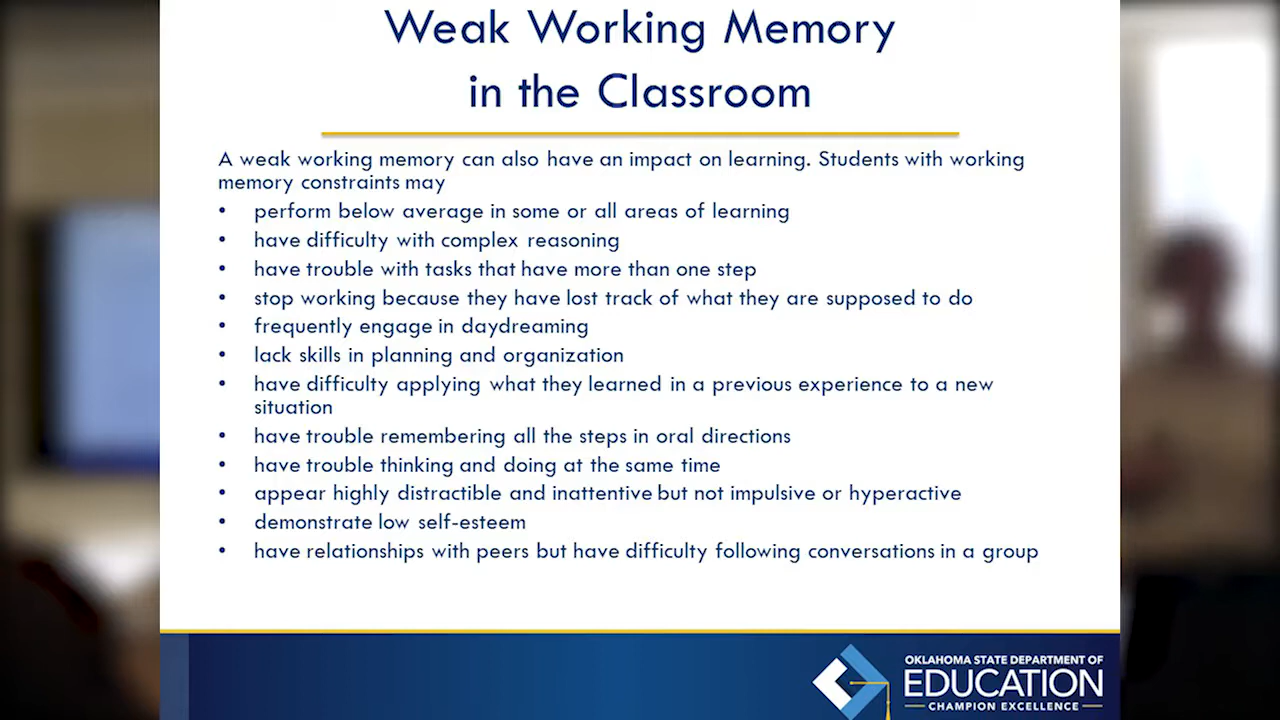 Weak Working Memory
in the Classroom
A weak working memory can also have an impact on learning. Students with working
memory constraints may
• perform below average in some or all areas of learning
• have difficulty with complex reasoning
• have trouble with tasks that have more than one step
• stop working because they have lost track of what they are supposed to do
• frequently engage in daydreaming
• lack skills in planning and organization
• have difficulty applying what they learned in a previous experience to a new
situation
• have trouble remembering all the steps in oral directions
• have trouble thinking and doing at the same time
• appear highly distractible and inattentive but not impulsive or hyperactive
• demonstrate low self-esteem
• have relationships with peers but have difficulty following conversations in a group
OKLAHOMA STATE DEPARTMENT OF
EDUCATION
CHAMPION EXCELLENCE